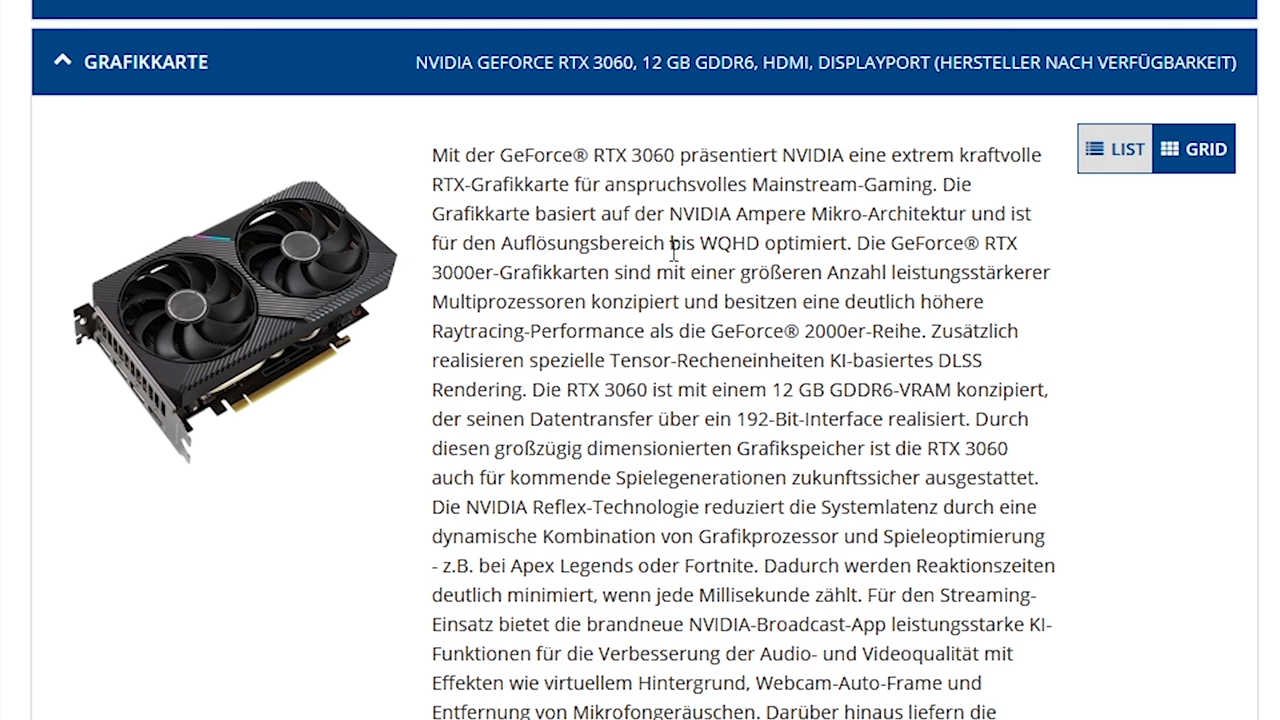 GRAFIKKARTE
NVIDIA GEFORCE RTX 3060, 12 GB GDDR6, HDMI, DISPLAYPORT (HERSTELLER NACH VERFÜGBARKEIT)
LIST
GRID
Mit der GeForce® RTX 3060 präsentiert NVIDIA eine extrem kraftvolle
RTX-Grafikkarte für anspruchsvolles Mainstream-Gaming. Die
Grafikkarte basiert auf der NVIDIA Ampere Mikro-Architektur und ist
für den Auflösungsbereich bis WQHD optimiert. Die GeForce® RTX
3000er-Grafikkarten sind mit einer größeren Anzahl leistungsstärkerer
Multiprozessoren konzipiert und besitzen eine deutlich höhere
Raytracing-Performance als die GeForce® 2000er-Reihe. Zusätzlich
realisieren spezielle Tensor-Recheneinheiten KI-basiertes DLSS
Rendering. Die RTX 3060 ist mit einem 12 GB GDDR6-VRAM konzipiert,
der seinen Datentransfer über ein 192-Bit-Interface realisiert. Durch
diesen großzügig dimensionierten Grafikspeicher ist die RTX 3060
auch für kommende Spielegenerationen zukunftssicher ausgestattet.
Die NVIDIA Reflex-Technologie reduziert die Systemlatenz durch eine
dynamische Kombination von Grafikprozessor und Spieleoptimierung
- z.B. bei Apex Legends oder Fortnite. Dadurch werden Reaktionszeiten
deutlich minimiert, wenn jede Millisekunde zählt. Für den Streaming-
Einsatz bietet die brandneue NVIDIA-Broadcast-App leistungsstarke KI-
Funktionen für die Verbesserung der Audio- und Videoqualität mit
Effekten wie virtuellem Hintergrund, Webcam-Auto-Frame und
Entfernung von Mikrofongeräuschen. Darüber hinaus liefern die